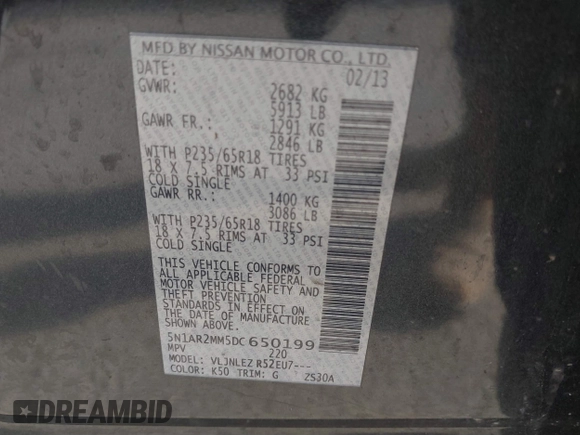 MFD.BY NISSAN MOTOR CO., LTD.
DATE: 02/13
GVWR: 2682 KG
5913 LB
GAWR FR.: 1291 KG
2846 LB
WITH P235/65R18 TIRES
18 X 7.5 RIMS AT 33 PSI
COLD SINGLE
GAWR RR.: 1400 KG
3086 LB
WITH P235/65R18 TIRES
18 X 7.5 RIMS AT 33 PSI
COLD SINGLE
THIS VEHICLE CONFORMS TO
ALL APPLICABLE FEDERAL
MOTOR VEHICLE SAFETY AND
THEFT PREVENTION
STANDARDS IN EFFECT ON
THE DATE OF MANUFACTURE
SHOWN ABOVE.
5N1AR2MM5DC650199
MPV 220
MODEL: VLJNLEZ R52EU7---
COLOR: K50 TRIM: G ZS30A
DREAMBID